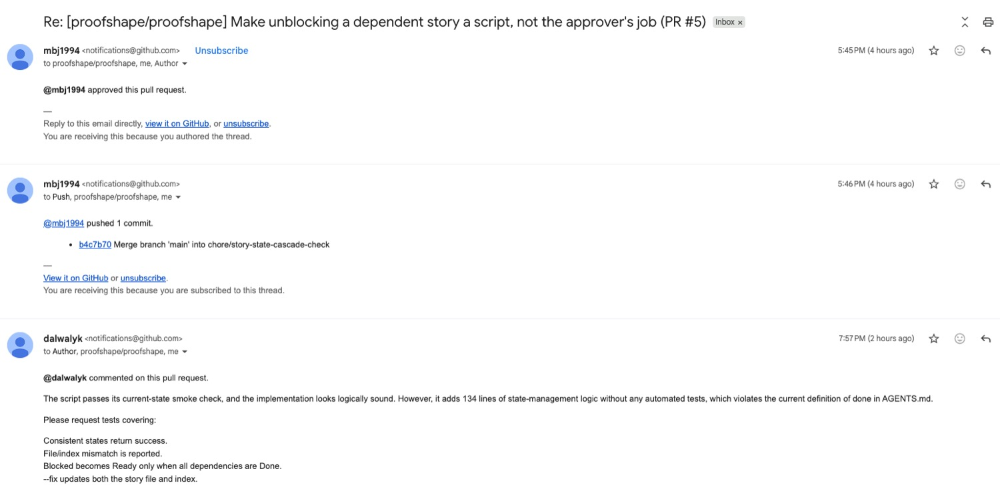 Re: [proofshape/proofshape] Make unblocking a dependent story a script, not the approver's job (PR #5) Inbox ×
mbj1994 <notifications@github.com> Unsubscribe 5:45 PM (4 hours ago)
to proofshape/proofshape, me, Author
@mbj1994 approved this pull request.
—
Reply to this email directly, view it on GitHub, or unsubscribe.
You are receiving this because you authored the thread.
mbj1994 <notifications@github.com> 5:46 PM (4 hours ago)
to Push, proofshape/proofshape, me
@mbj1994 pushed 1 commit.
• b4c7b70 Merge branch 'main' into chore/story-state-cascade-check
—
View it on GitHub or unsubscribe.
You are receiving this because you are subscribed to this thread.
dalwalyk <notifications@github.com> 7:57 PM (2 hours ago)
to Author, proofshape/proofshape, me
@dalwalyk commented on this pull request.
The script passes its current-state smoke check, and the implementation looks logically sound. However, it adds 134 lines of state-management logic without any automated tests, which violates the current definition of done in AGENTS.md.
Please request tests covering:
Consistent states return success.
File/index mismatch is reported.
Blocked becomes Ready only when all dependencies are Done.
--fix updates both the story file and index.